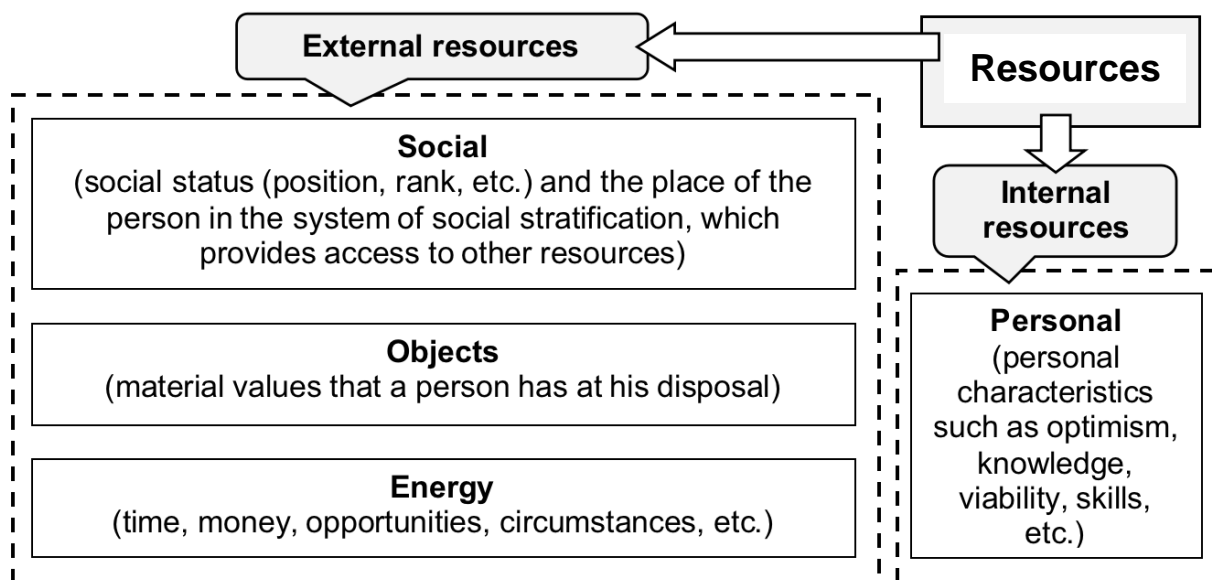 External resources
Resources
Social
(social status (position, rank, etc.) and the place of the
person in the system of social stratification, which
provides access to other resources)
Objects
(material values that a person has at his disposal)
Energy
(time, money, opportunities, circumstances, etc.)
Internal
resources
Personal
(personal
characteristics
such as optimism,
knowledge,
viability, skills,
etc.)